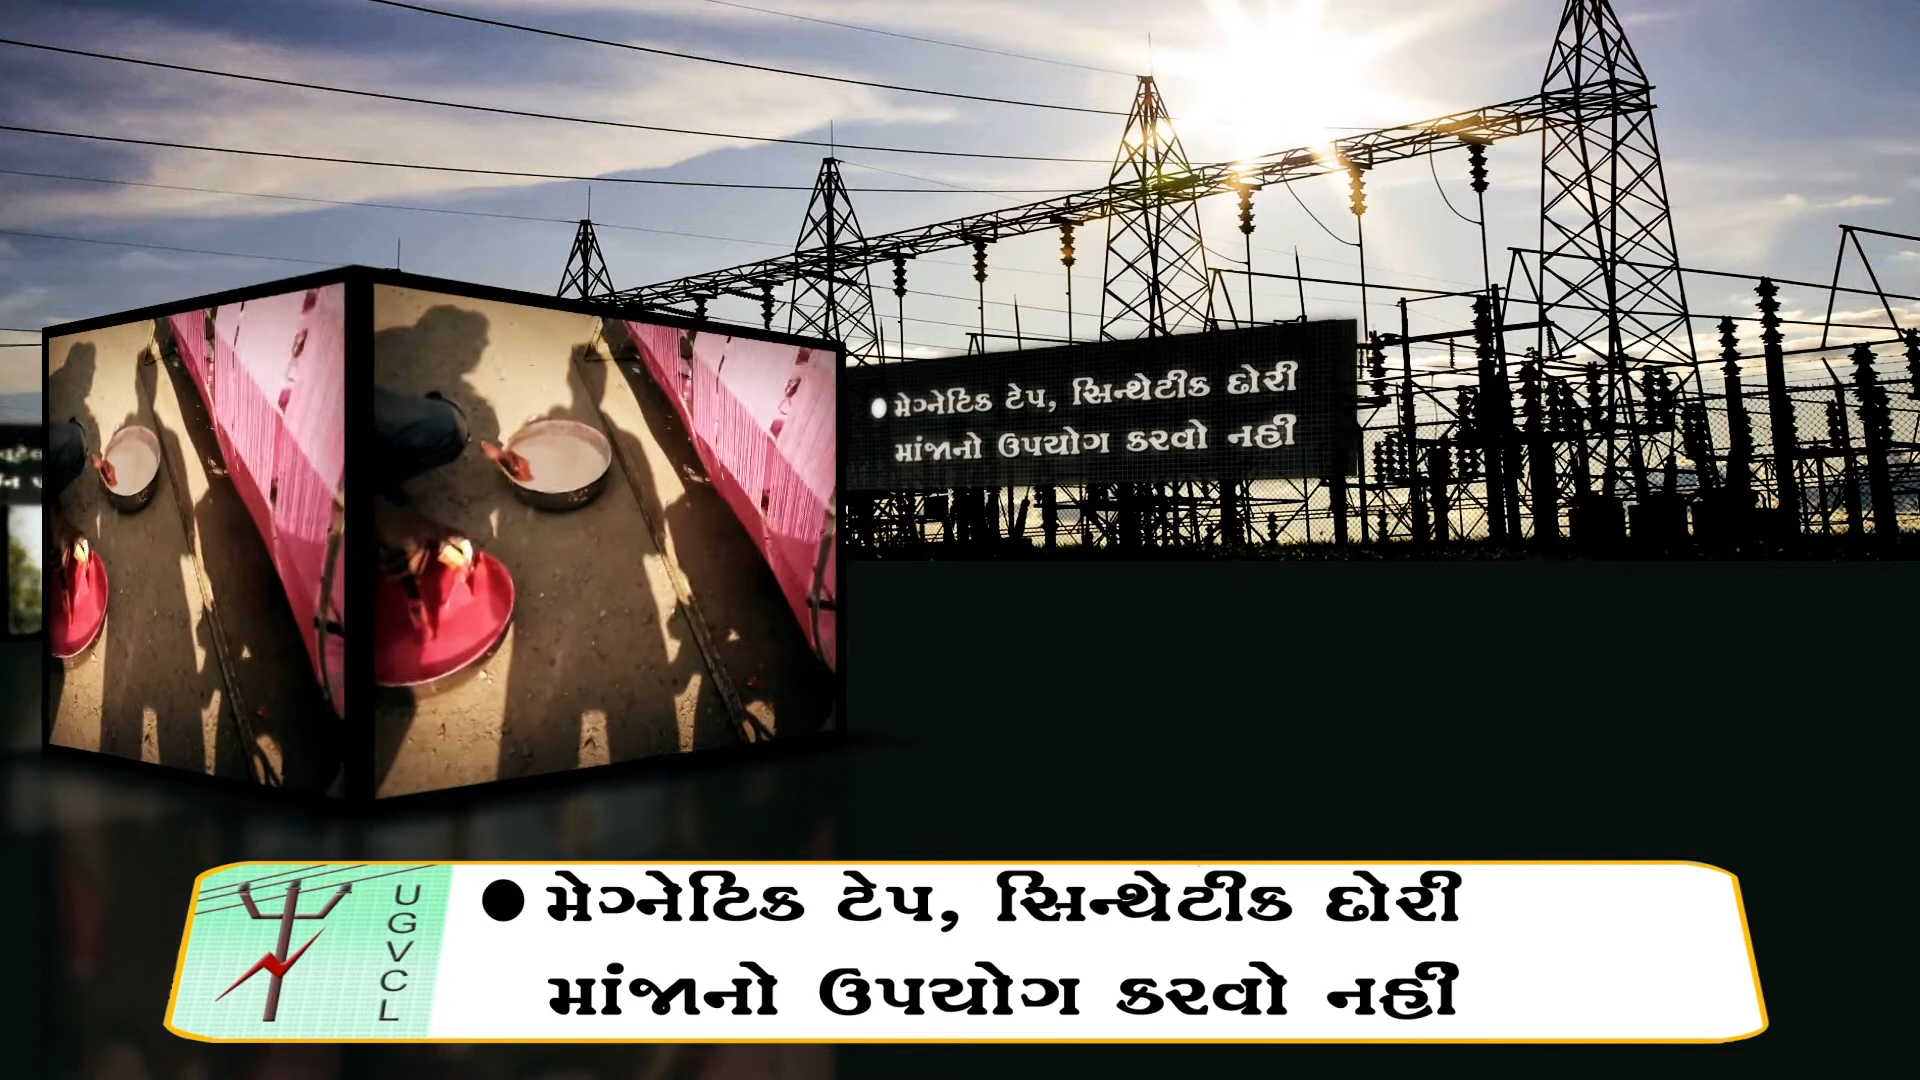 ● મેગ્નેટિક ટેપ, સિન્થેટીક દોરી
માંજાનો ઉપયોગ કરવો નહીં
UGVCL
● મેગ્નેટિક ટેપ, સિન્થેટીક દોરી
માંજાનો ઉપયોગ કરવો નહીં